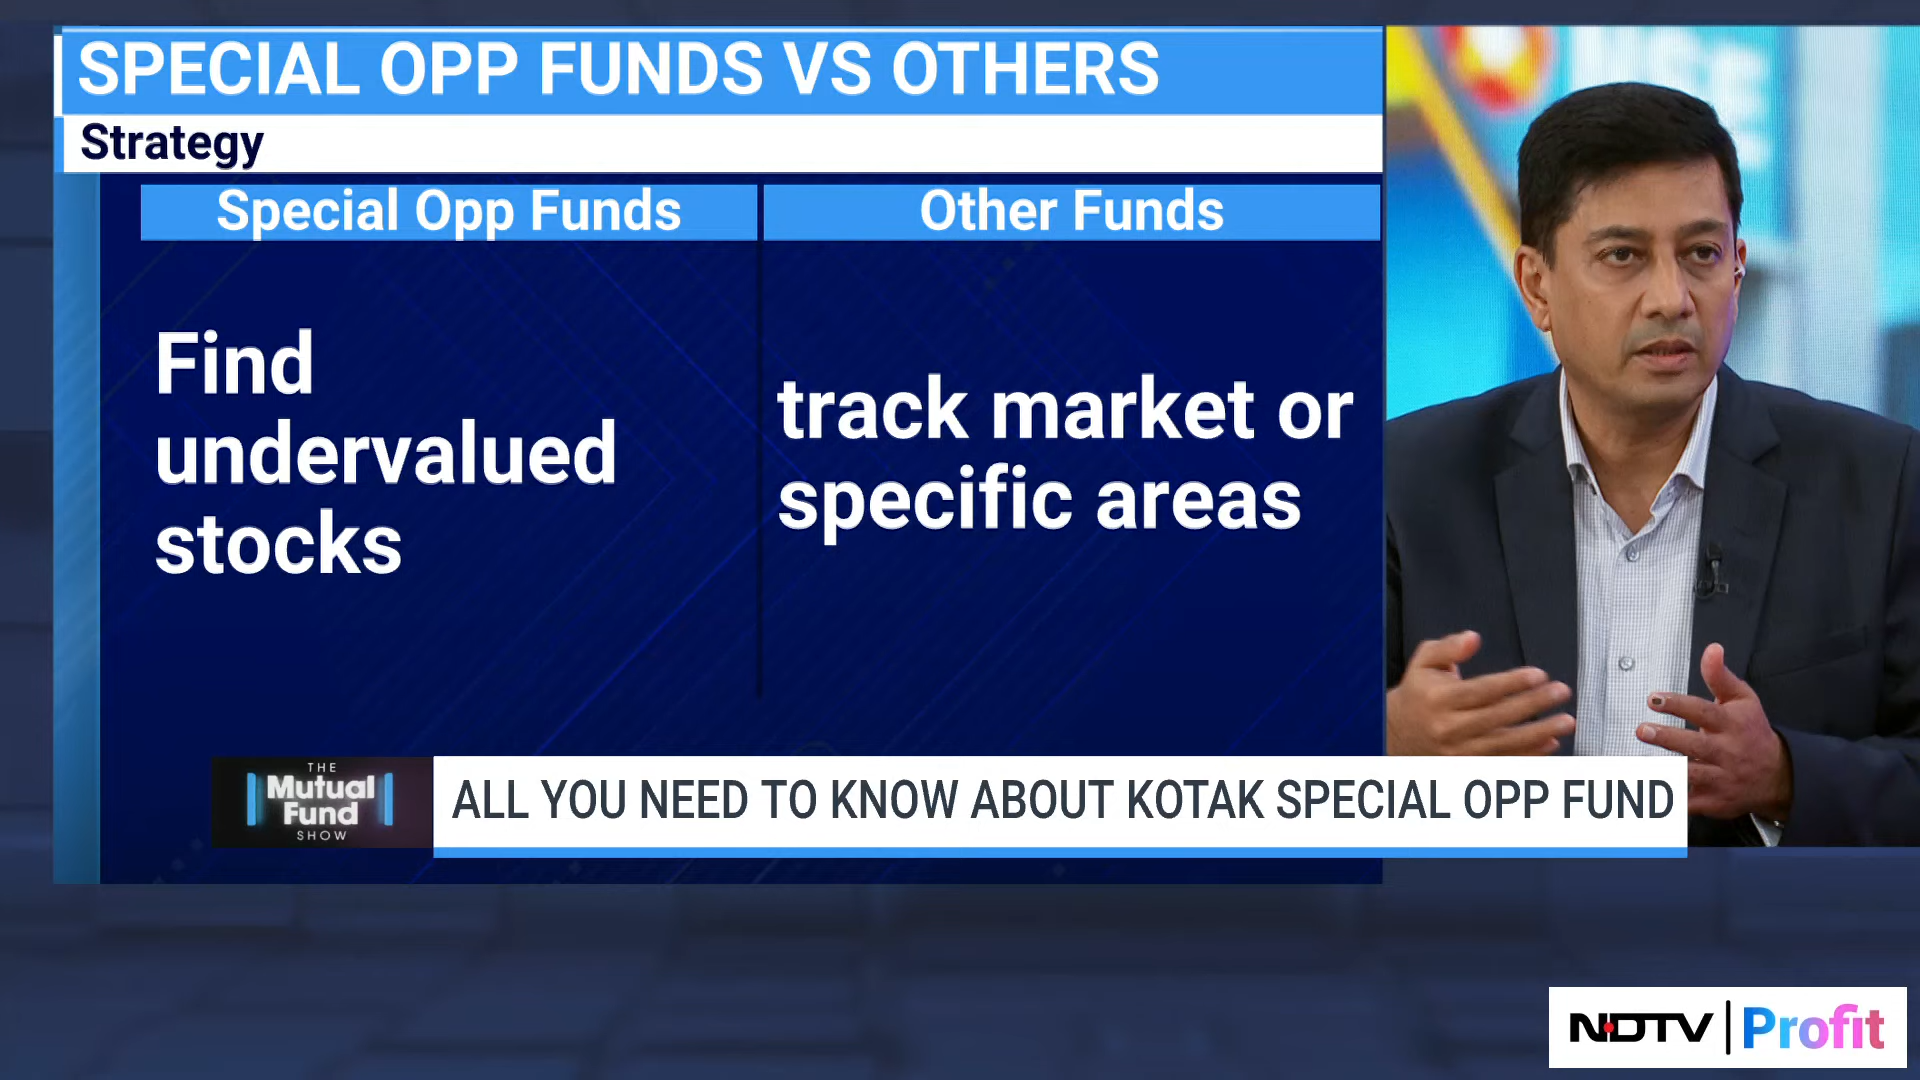 SPECIAL OPP FUNDS VS OTHERS
Strategy
Special Opp Funds
Other Funds
Find
undervalued
stocks
track market or
specific areas
THE
Mutual
Fund
SHOW
ALL YOU NEED TO KNOW ABOUT KOTAK SPECIAL OPP FUND
NDTV | Profit